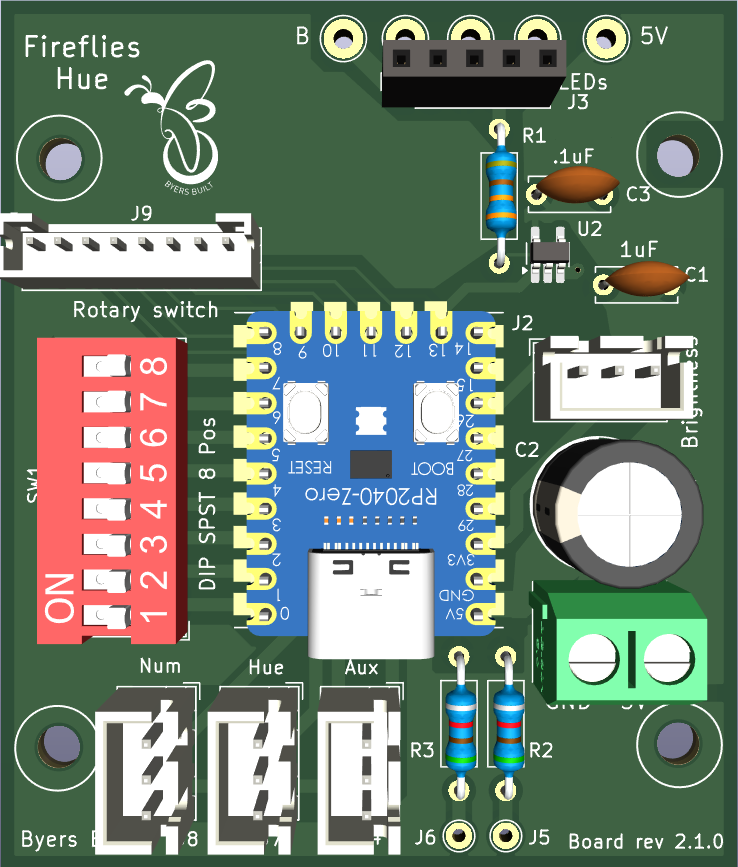 B
5V
Fireflies
Hue
LEDs
J3
R1
.1uF
C3
BYERS BUILT
J9
U2
1uF
C1
Rotary switch
J2
8
9
10
11
12
13
14
7
15
6
26
5
27
4
28
3
29
2
3V3
1
GND
0
5V
RESET
BOOT
RP2040-Zero
Brightness
C2
SW1
DIP SPST 8 Pos
8
7
6
5
4
3
2
1
ON
GND
5V
Num
Hue
Aux
R3
R2
Byers
J6
J5
Board rev 2.1.0